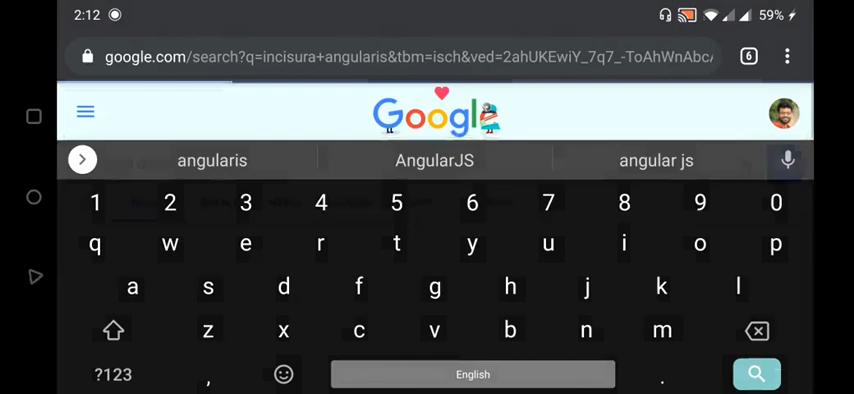 2:12 59%
6
google.com/search?q=incisura+angularis&tbm=isch&ved=2ahUKEwiY_7q7_-ToAhWnAbcA
Google
angularis AngularJS angular js
1 2 3 4 5 6 7 8 9 0
q w e r t y u i o p
a s d f g h j k l
z x c v b n m
?123 , English .